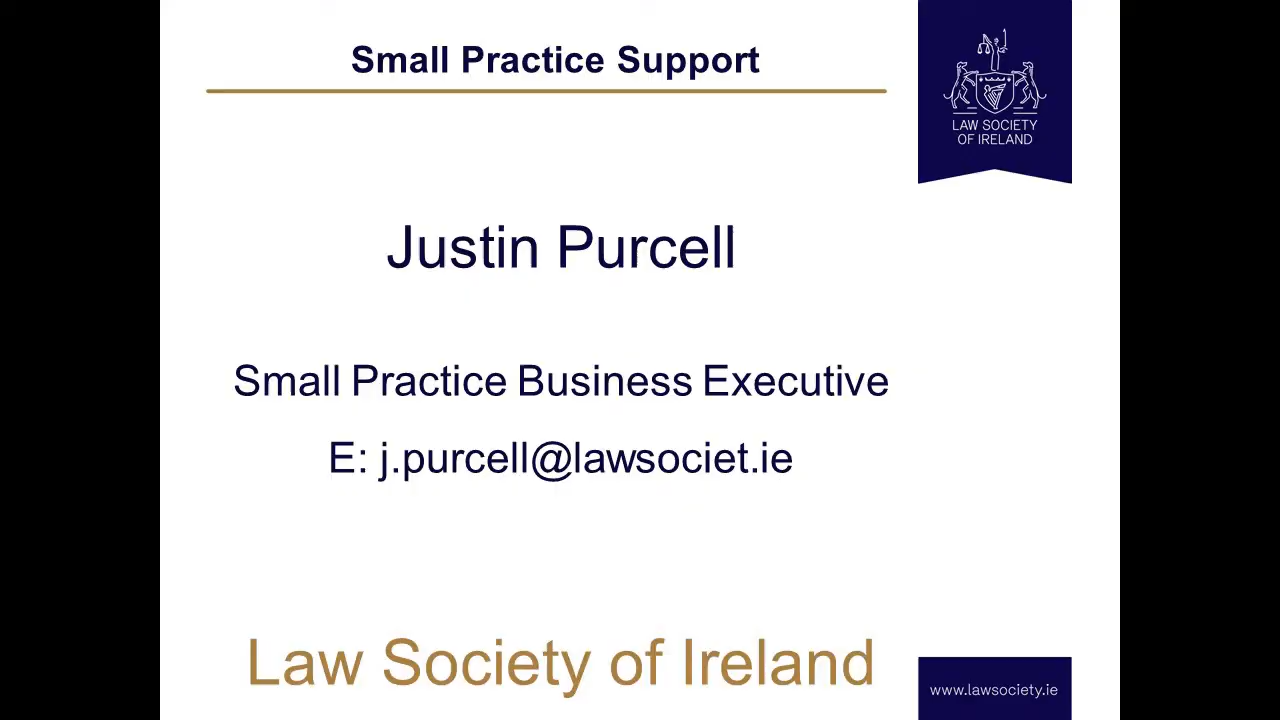 Small Practice Support
LAW SOCIETY
OF IRELAND
Justin Purcell
Small Practice Business Executive
E: j.purcell@lawsociet.ie
Law Society of Ireland
www.lawsociety.ie